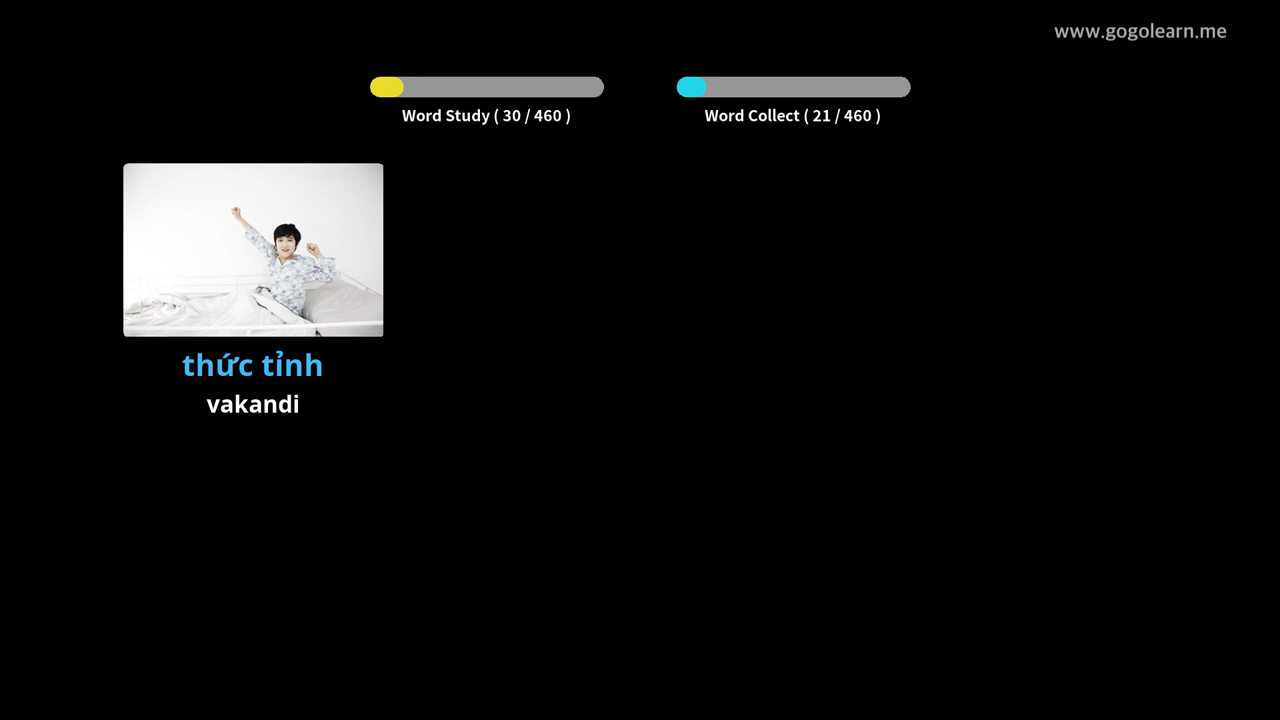 www.gogolearn.me
Word Study ( 30 / 460 )
Word Collect ( 21 / 460 )
thức tỉnh
vakandi